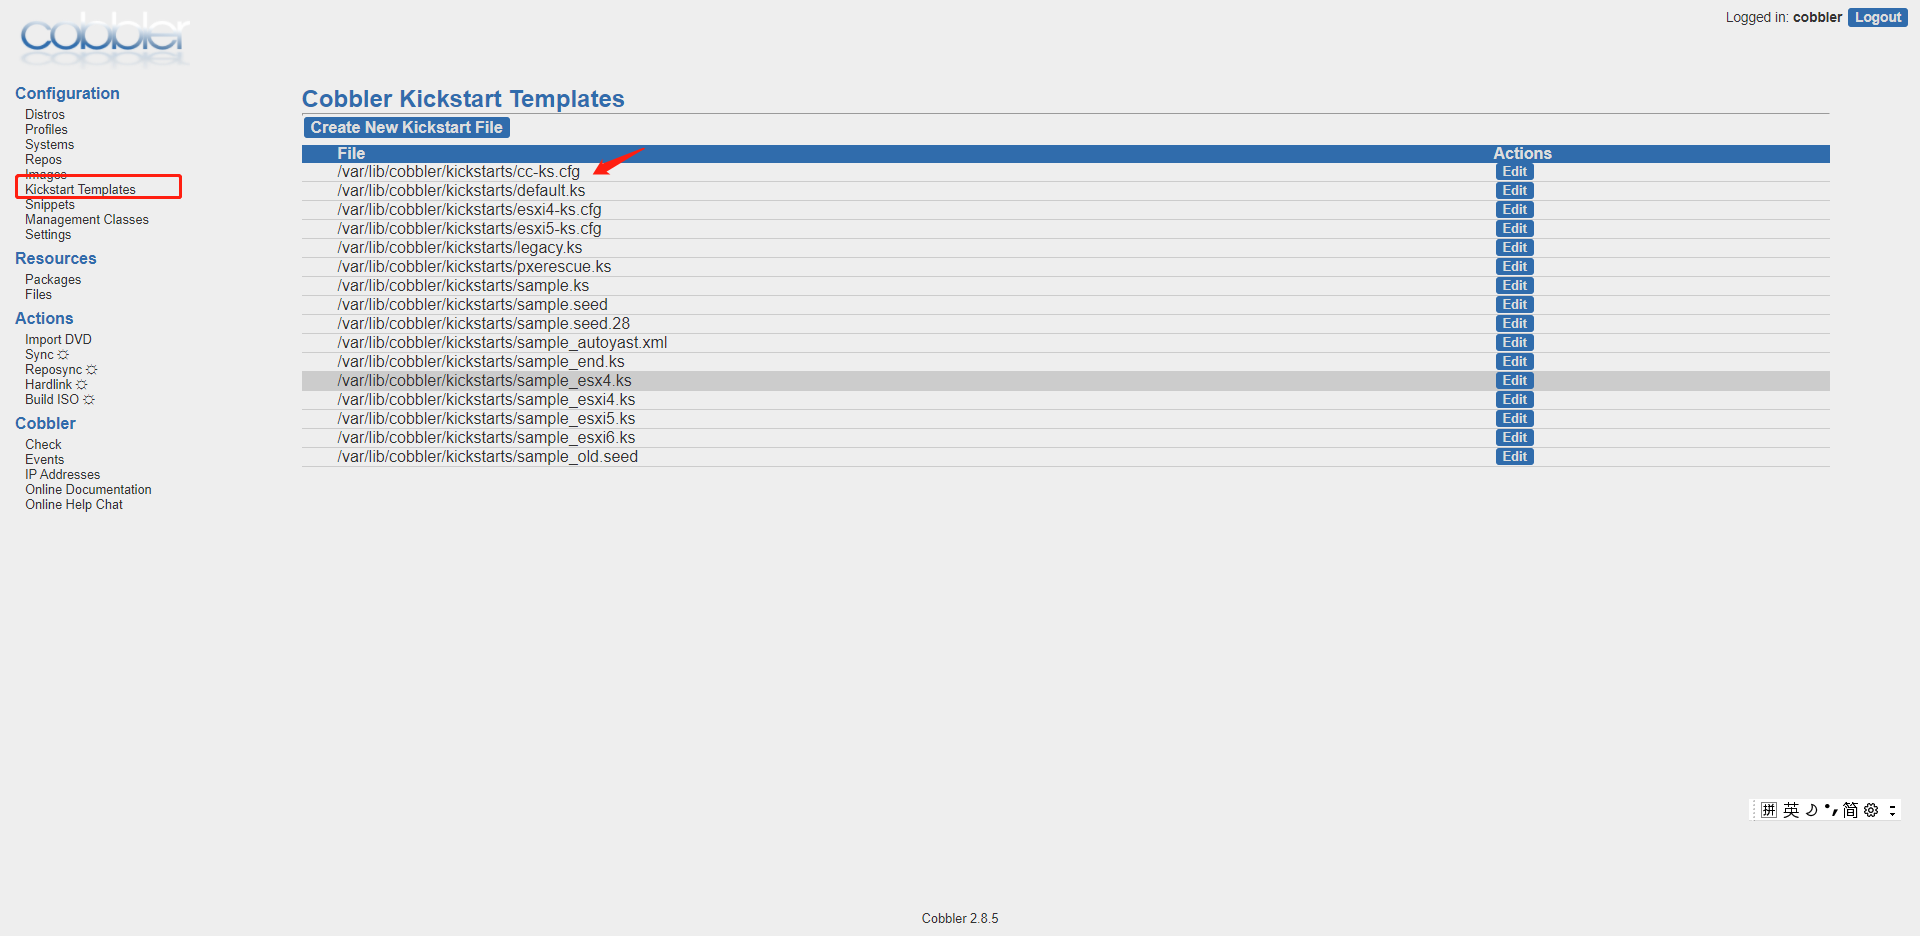 cobbler
Logged in: cobbler Logout
Configuration
Distros
Profiles
Systems
Repos
Images
Kickstart Templates
Snippets
Management Classes
Settings
Resources
Packages
Files
Actions
Import DVD
Sync
Reposync
Hardlink
Build ISO
Cobbler
Check
Events
IP Addresses
Online Documentation
Online Help Chat
Cobbler Kickstart Templates
Create New Kickstart File
File Actions
/var/lib/cobbler/kickstarts/cc-ks.cfg Edit
/var/lib/cobbler/kickstarts/default.ks Edit
/var/lib/cobbler/kickstarts/esxi4-ks.cfg Edit
/var/lib/cobbler/kickstarts/esxi5-ks.cfg Edit
/var/lib/cobbler/kickstarts/legacy.ks Edit
/var/lib/cobbler/kickstarts/pxerescue.ks Edit
/var/lib/cobbler/kickstarts/sample.ks Edit
/var/lib/cobbler/kickstarts/sample.seed Edit
/var/lib/cobbler/kickstarts/sample.seed.28 Edit
/var/lib/cobbler/kickstarts/sample_autoyast.xml Edit
/var/lib/cobbler/kickstarts/sample_end.ks Edit
/var/lib/cobbler/kickstarts/sample_esx4.ks Edit
/var/lib/cobbler/kickstarts/sample_esxi4.ks Edit
/var/lib/cobbler/kickstarts/sample_esxi5.ks Edit
/var/lib/cobbler/kickstarts/sample_esxi6.ks Edit
/var/lib/cobbler/kickstarts/sample_old.seed Edit
拼 英 简
Cobbler 2.8.5